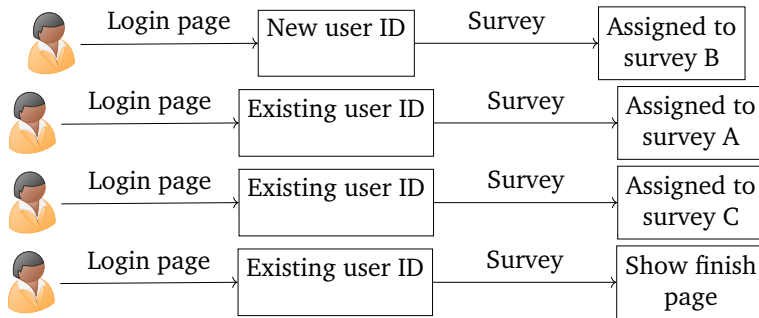 Login page New user ID Survey Assigned to
survey B
Login page Existing user ID Survey Assigned to
survey A
Login page Existing user ID Survey Assigned to
survey C
Login page Existing user ID Survey Show finish
page